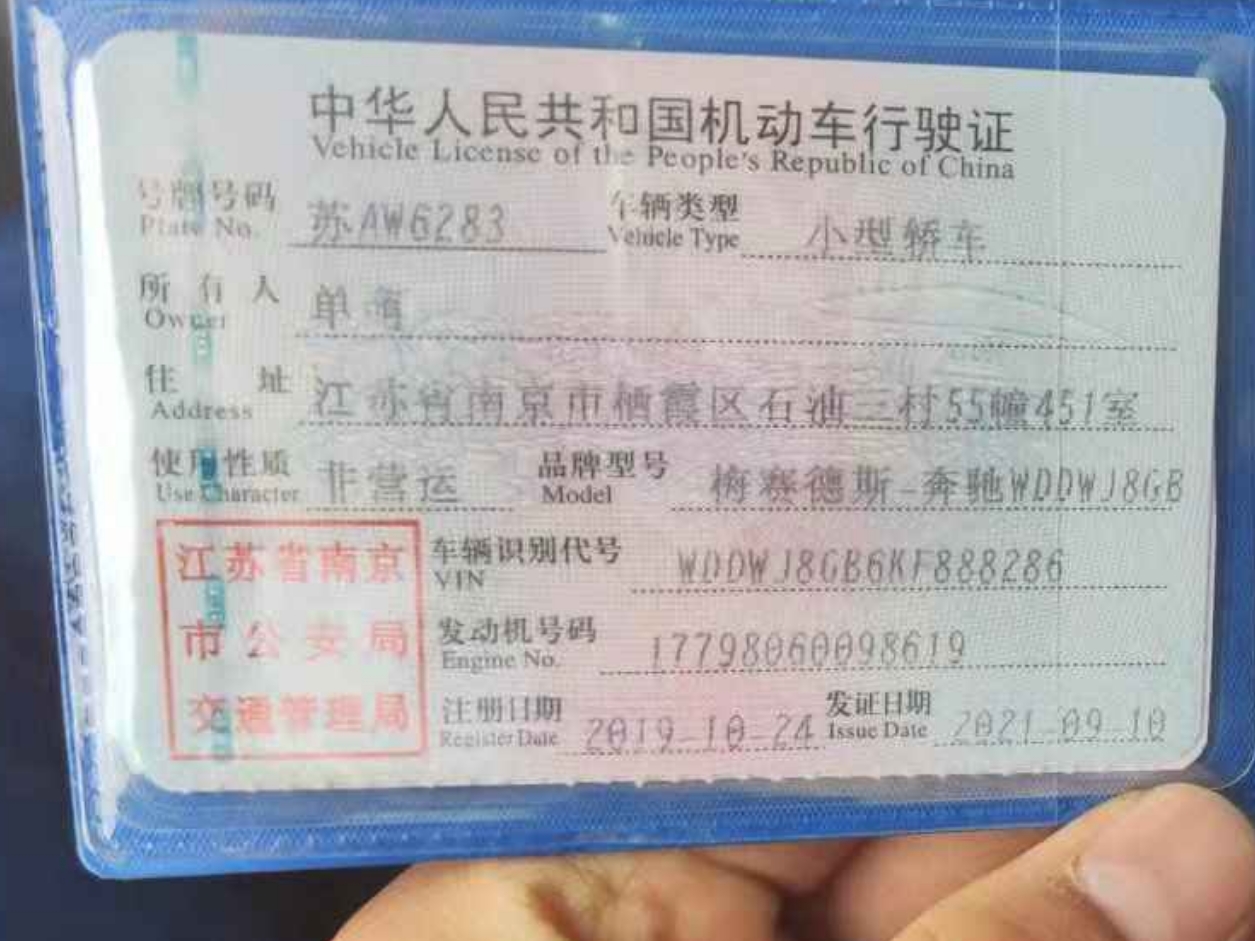 中华人民共和国机动车行驶证
Vehicle License of the People's Republic of China
号牌号码 苏AW6283 车辆类型 小型轿车
Plate No. Vehicle Type
所有人 单
Owner
住址 江苏省南京市栖霞区石油三村55幢451室
Address
使用性质 非营运 品牌型号 梅赛德斯-奔驰WDDWJ8GB
Use Character Model
江苏省南京
市公安局
交通管理局
车辆识别代号 WDDWJ8GB6KF888286
VIN
发动机号码 17798060098619
Engine No.
注册日期 2019-10-24 发证日期 2021-09-10
Register Date Issue Date